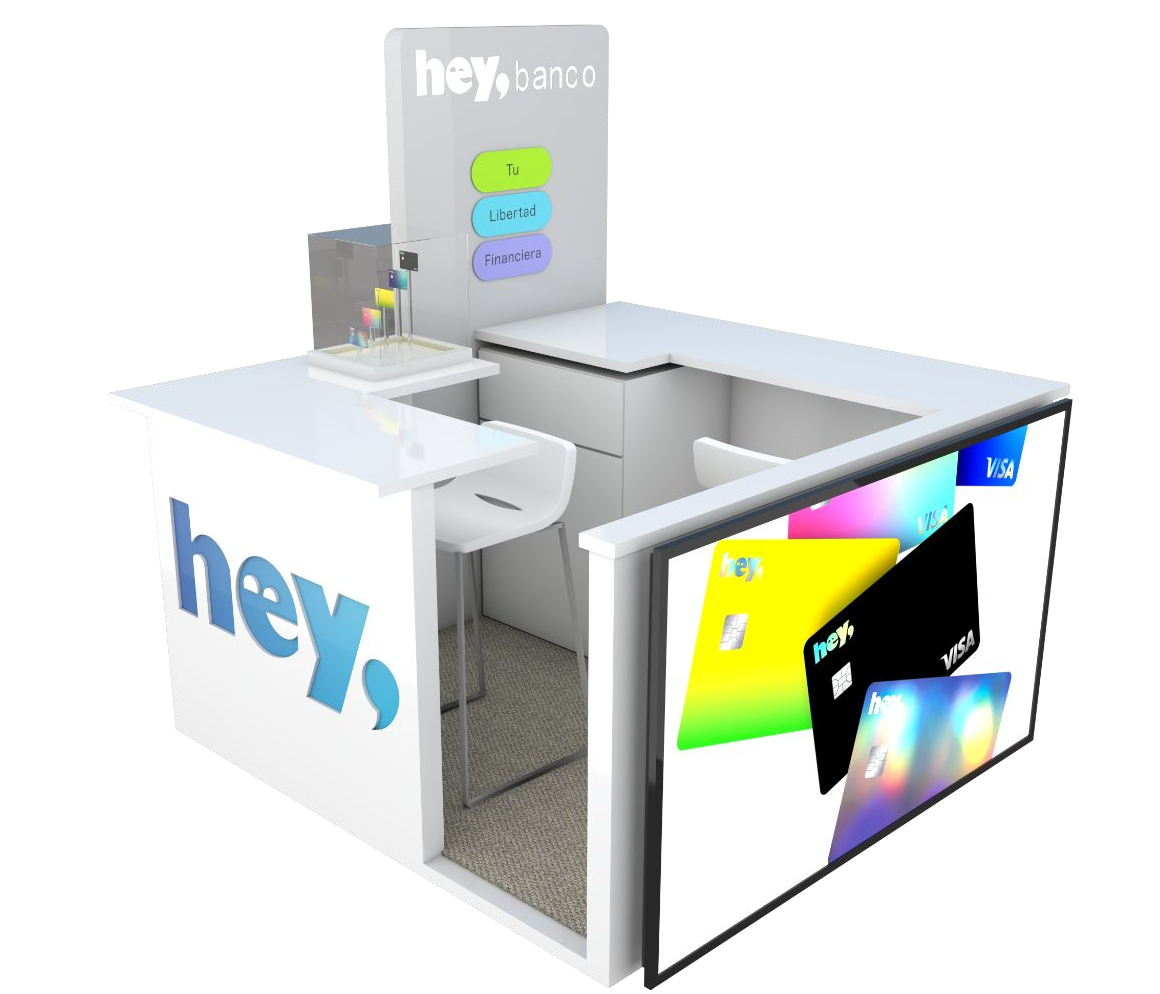 hey, banco
Tu
Libertad
Financiera
hey,
VISA
VISA
hey,
hey,
VISA
hey,